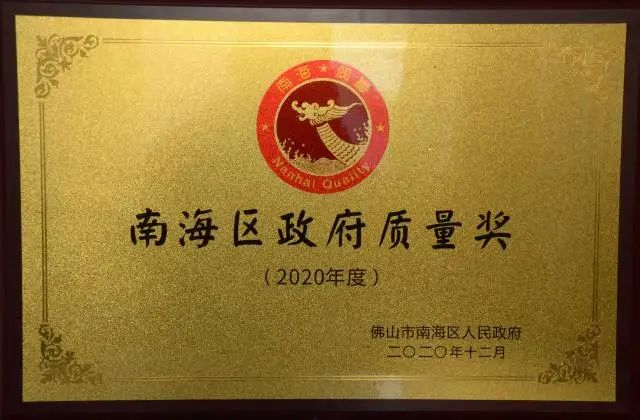 南海★质量
Nanhai Quality
南海区政府质量奖
（2020年度）
佛山市南海区人民政府
二〇二〇年十二月